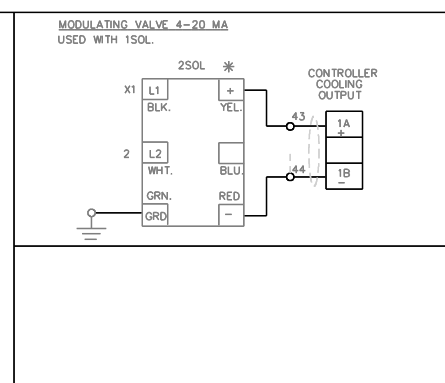 MODULATING VALVE 4-20 MA
USED WITH 1SOL.
2SOL *
CONTROLLER
COOLING
OUTPUT
X1 L1 +
BLK. YEL.
43
1A
+
2 L2
WHT. BLU.
44
1B
-
GRN. RED
GRD -